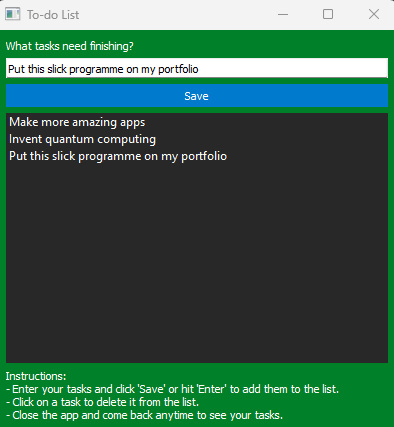 To-do List
What tasks need finishing?
Put this slick programme on my portfolio
Save
Make more amazing apps
Invent quantum computing
Put this slick programme on my portfolio
Instructions:
- Enter your tasks and click 'Save' or hit 'Enter' to add them to the list.
- Click on a task to delete it from the list.
- Close the app and come back anytime to see your tasks.